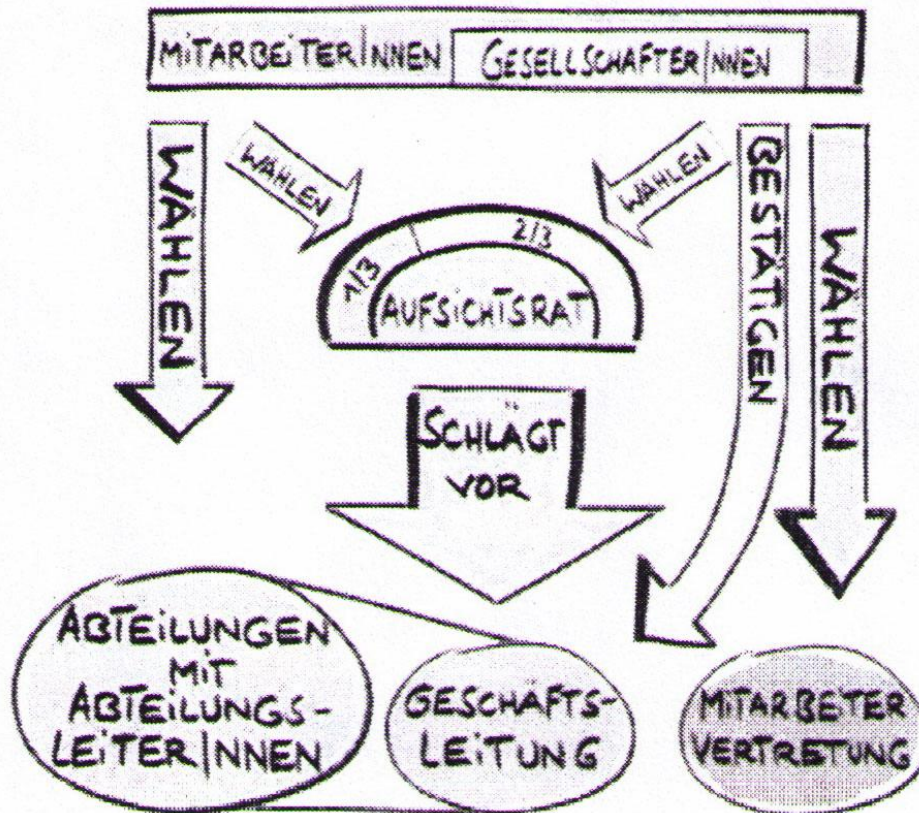 MITARBEITER/INNEN
GESELLSCHAFTER/INNEN
WÄHLEN
WÄHLEN
WÄHLEN
BESTÄTIGEN
WÄHLEN
1/3
2/3
AUFSICHTSRAT
SCHLÄGT
VOR
ABTEILUNGEN
MIT
ABTEILUNGS-
LEITER/INNEN
GESCHÄFTS-
LEITUNG
MITARBETER
VERTRETUNG